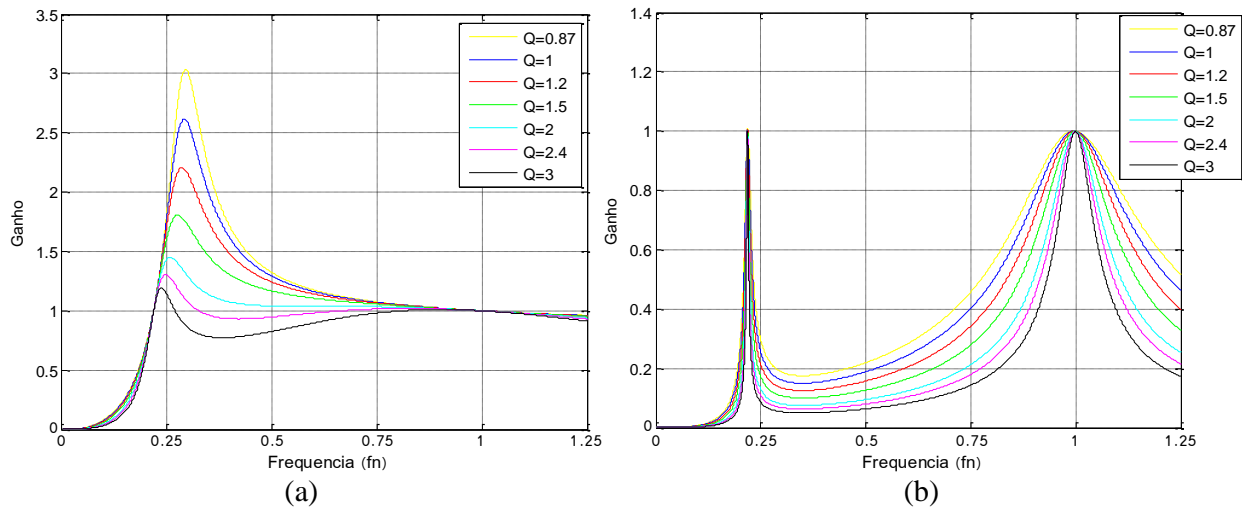 3.5
3
2.5
2
1.5
1
0.5
0
Ganho
0
0.25
0.5
0.75
1
1.25
Frequencia (fn)
Q=0.87
Q=1
Q=1.2
Q=1.5
Q=2
Q=2.4
Q=3
(a)
1.4
1.2
1.0
0.8
0.6
0.4
0.2
0
Ganho
0
0.25
0.5
0.75
1
1.25
Frequencia (fn)
Q=0.87
Q=1
Q=1.2
Q=1.5
Q=2
Q=2.4
Q=3
(b)